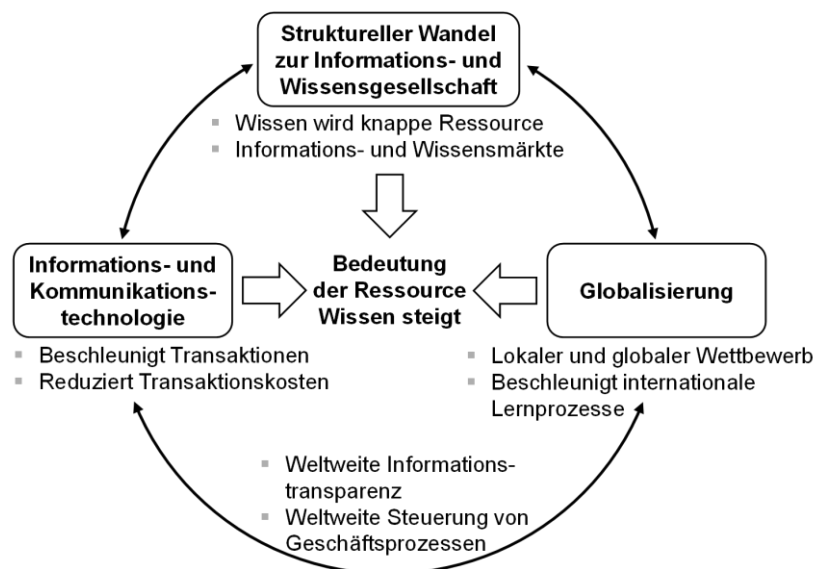 Struktureller Wandel
zur Informations- und
Wissensgesellschaft
▪ Wissen wird knappe Ressource
▪ Informations- und Wissensmärkte
Informations- und
Kommunikations-
technologie
▪ Beschleunigt Transaktionen
▪ Reduziert Transaktionskosten
Bedeutung
der Ressource
Wissen steigt
Globalisierung
▪ Lokaler und globaler Wettbewerb
▪ Beschleunigt internationale
Lernprozesse
▪ Weltweite Informations-
transparenz
▪ Weltweite Steuerung von
Geschäftsprozessen